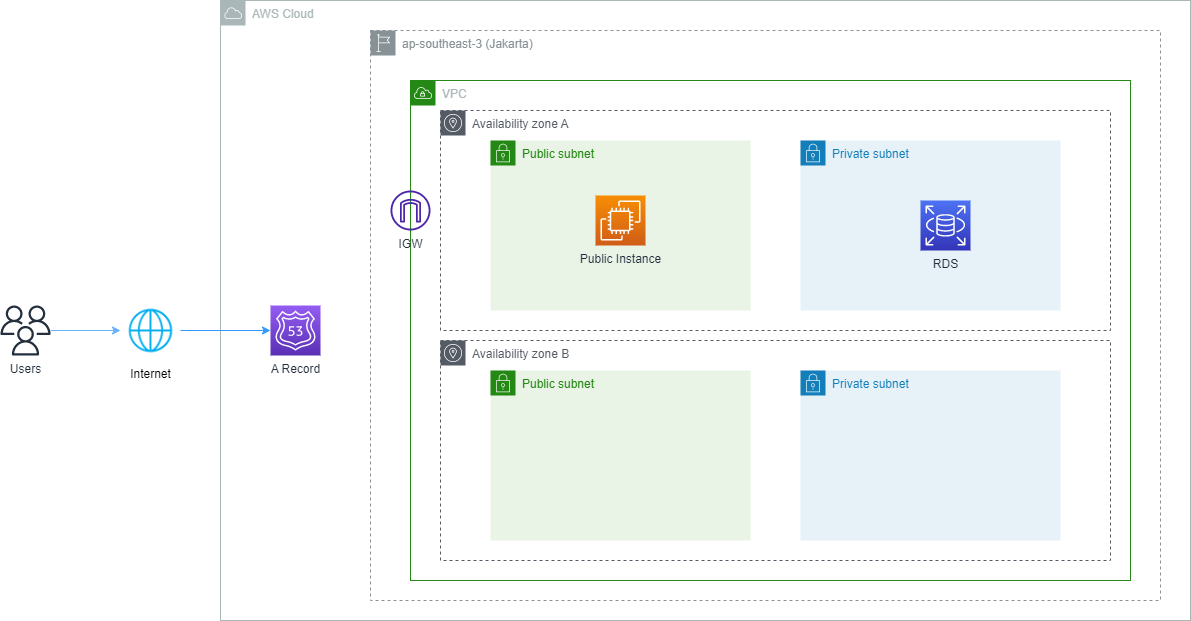 AWS Cloud
ap-southeast-3 (Jakarta)
VPC
Availability zone A
Public subnet
Private subnet
IGW
Public Instance
RDS
Users
Internet
53
A Record
Availability zone B
Public subnet
Private subnet